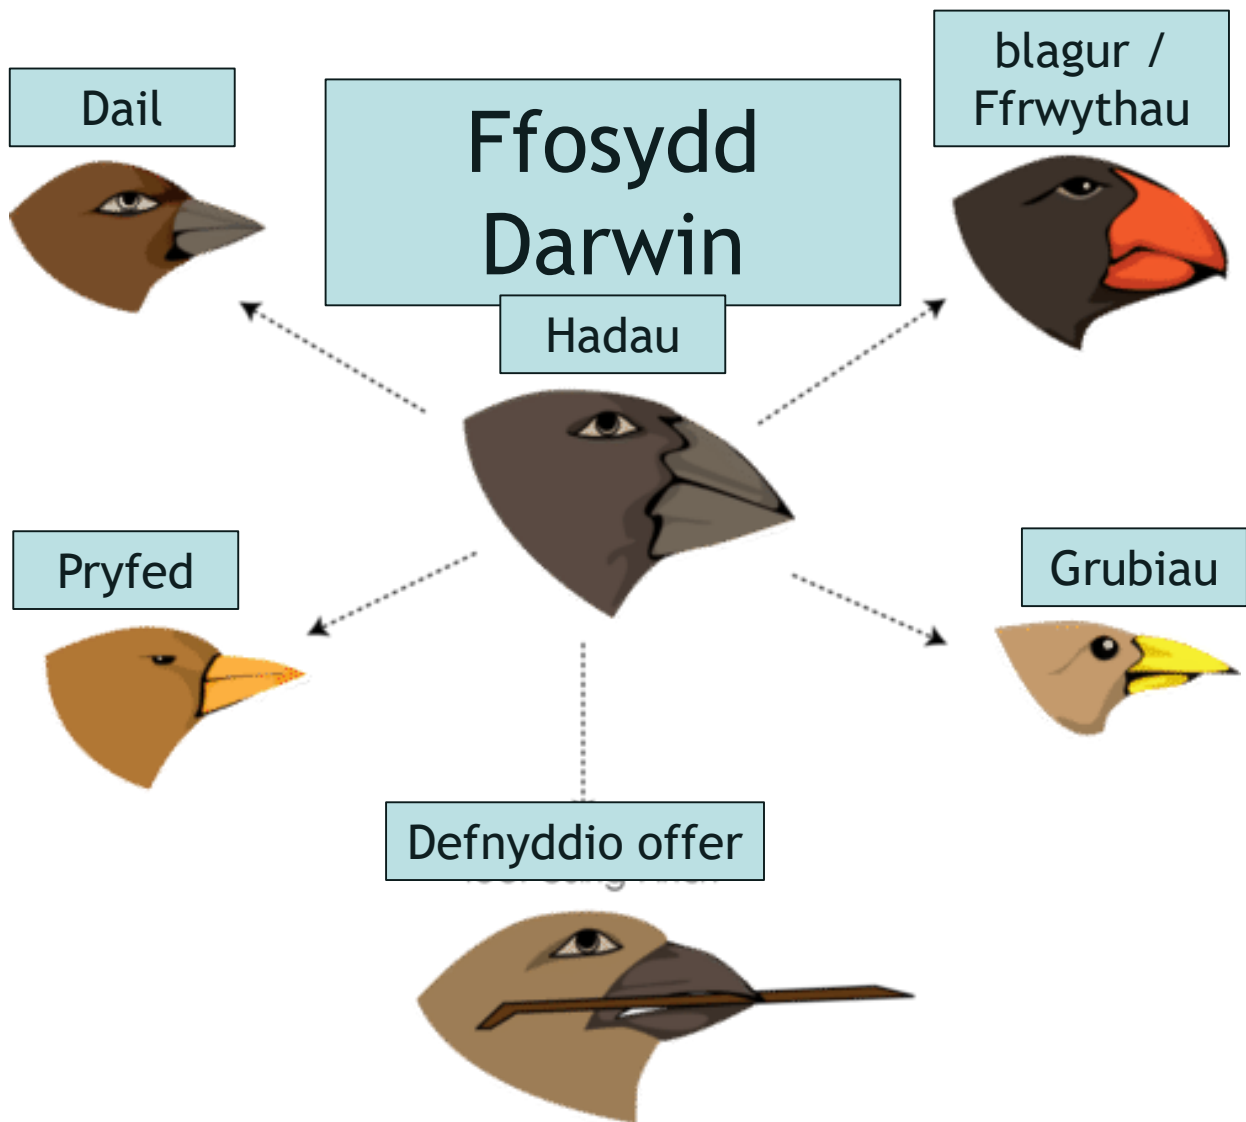 Dail
Ffosydd
Darwin
blagur /
Ffrwythau
Hadau
Pryfed
Grubiau
Defnyddio offer